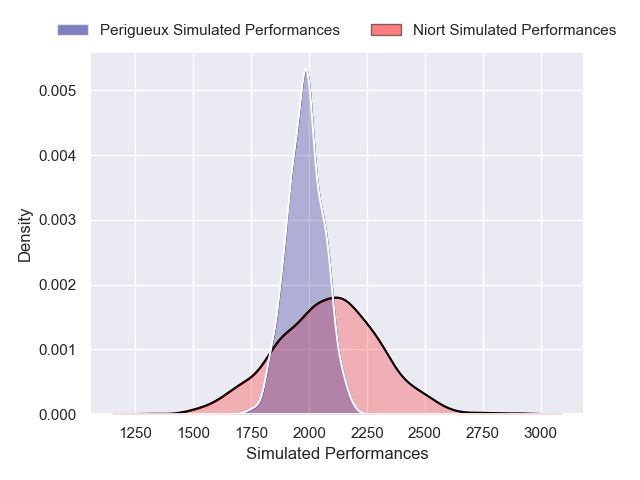 Perigueux Simulated Performances
Niort Simulated Performances
0.005
0.004
0.003
0.002
0.001
0.000
Density
1250 1500 1750 2000 2250 2500 2750 3000
Simulated Performances